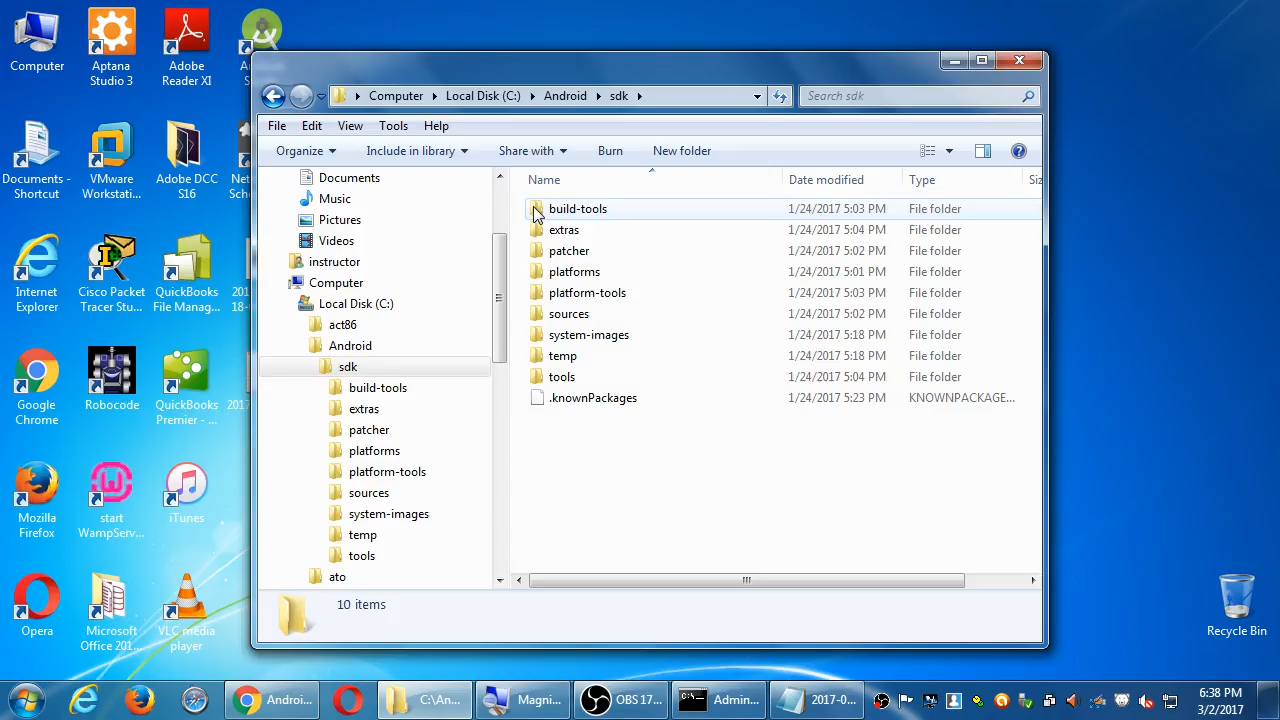 Computer
Aptana
Studio 3
Adobe
Reader XI
Documents -
Shortcut
VMware
Workstati...
Adobe DCC
S16
Internet
Explorer
Cisco Packet
Tracer Stu...
QuickBooks
File Manag...
Google
Chrome
Robocode
QuickBooks
Premier - ...
Mozilla
Firefox
start
WampServ...
iTunes
Opera
Microsoft
Office 201...
VLC media
player
Recycle Bin
Computer Local Disk (C:) Android sdk
Search sdk
File Edit View Tools Help
Organize Include in library Share with Burn New folder
Documents
Music
Pictures
Videos
instructor
Computer
Local Disk (C:)
act86
Android
sdk
build-tools
extras
patcher
platforms
platform-tools
sources
system-images
temp
tools
ato
Name Date modified Type Siz
build-tools 1/24/2017 5:03 PM File folder
extras 1/24/2017 5:04 PM File folder
patcher 1/24/2017 5:02 PM File folder
platforms 1/24/2017 5:01 PM File folder
platform-tools 1/24/2017 5:03 PM File folder
sources 1/24/2017 5:02 PM File folder
system-images 1/24/2017 5:18 PM File folder
temp 1/24/2017 5:18 PM File folder
tools 1/24/2017 5:04 PM File folder
.knownPackages 1/24/2017 5:23 PM KNOWNPACKAGE...
10 items
Androi... C:\An... Magni... OBS 17... Admin... 2017-0...
6:38 PM
3/2/2017